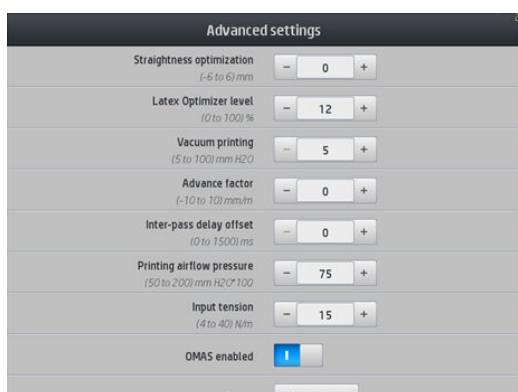 Advanced settings
Straightness optimization
(-6 to 6) mm
- 0 +
Latex Optimizer level
(0 to 100) %
- 12 +
Vacuum printing
(5 to 100) mm H2O
- 5 +
Advance factor
(-10 to 10) mm/m
- 0 +
Inter-pass delay offset
(0 to 1500) ms
- 0 +
Printing airflow pressure
(50 to 200) mm H2O*100
- 75 +
Input tension
(4 to 40) N/m
- 15 +
OMAS enabled